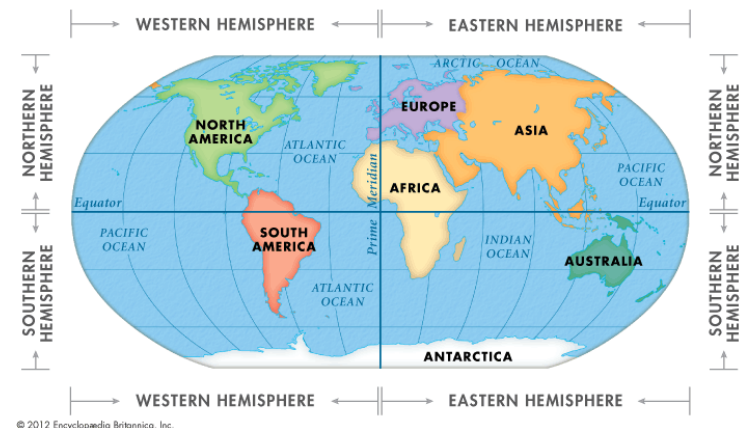 WESTERN HEMISPHERE
EASTERN HEMISPHERE
NORTHERN
HEMISPHERE
ARCTIC OCEAN
NORTHERN
HEMISPHERE
EUROPE
NORTH
AMERICA
ASIA
ATLANTIC
OCEAN
PACIFIC
OCEAN
AFRICA
Prime Meridian
Equator
Equator
PACIFIC
OCEAN
SOUTH
AMERICA
INDIAN
OCEAN
AUSTRALIA
SOUTHERN
HEMISPHERE
SOUTHERN
HEMISPHERE
ATLANTIC
OCEAN
ANTARCTICA
WESTERN HEMISPHERE
EASTERN HEMISPHERE
© 2012 Encyclopædia Britannica, Inc.